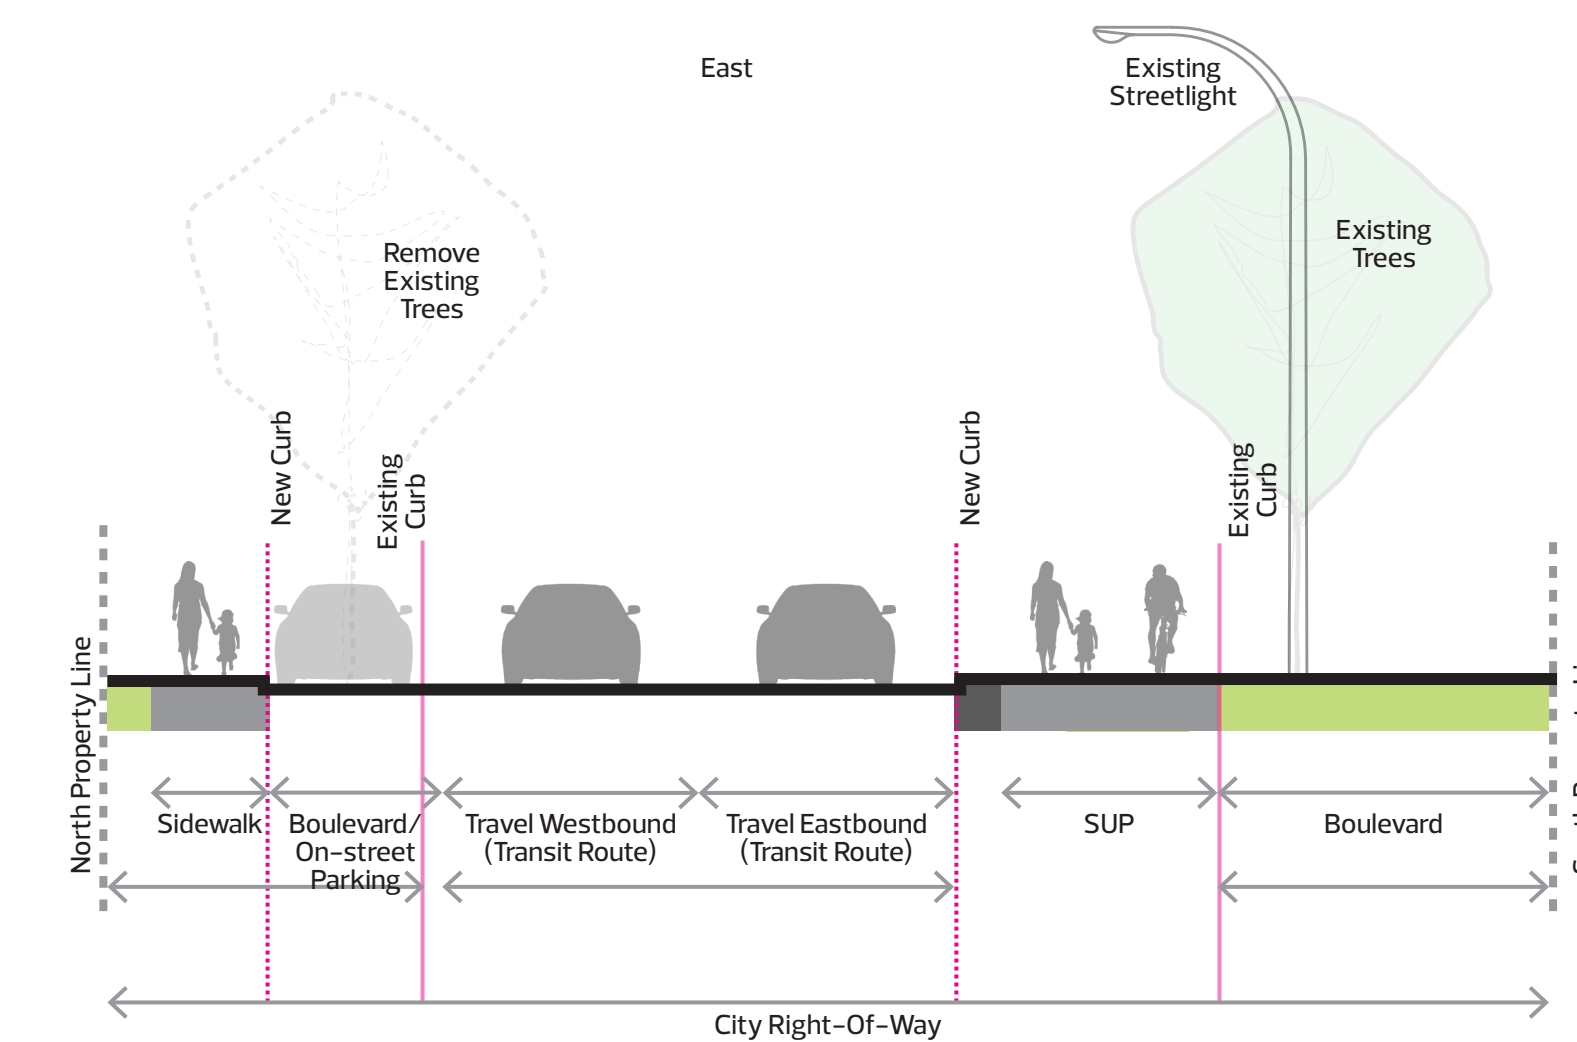 East
Existing
Streetlight
Remove
Existing
Trees
Existing
Trees
New Curb
Existing
Curb
New Curb
Existing
Curb
North Property Line
Sidewalk
Boulevard/
On-street
Parking
Travel Westbound
(Transit Route)
Travel Eastbound
(Transit Route)
SUP
Boulevard
City Right-Of-Way